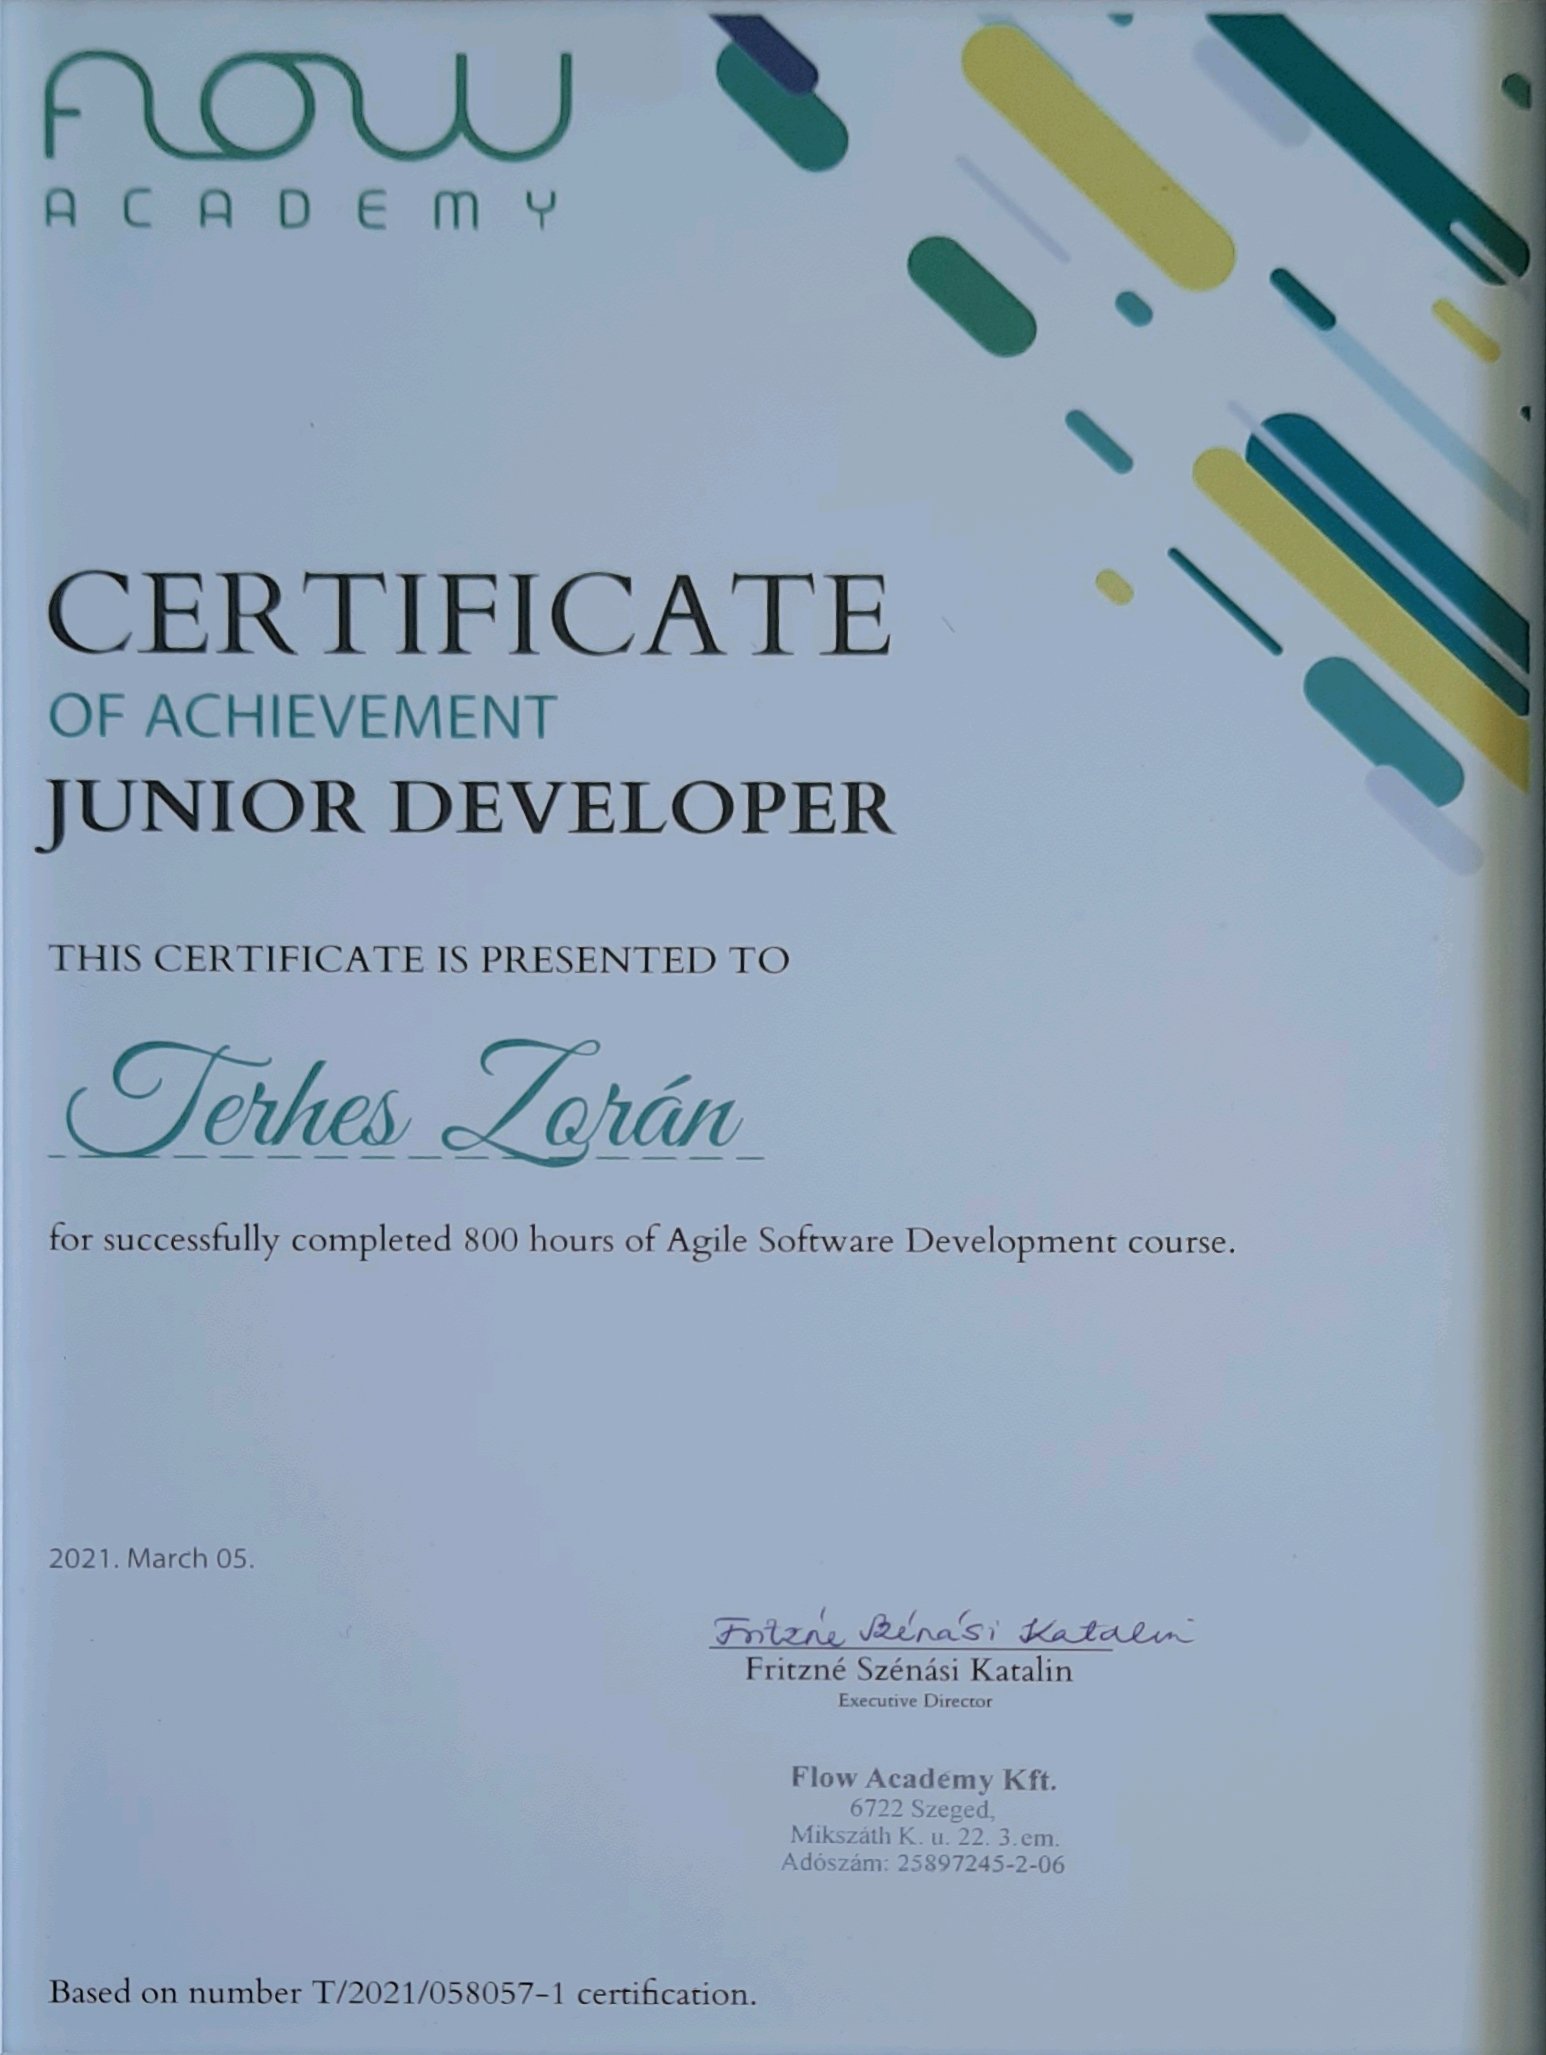 flow
ACADEMY
CERTIFICATE
OF ACHIEVEMENT
JUNIOR DEVELOPER
THIS CERTIFICATE IS PRESENTED TO
Terhes Zorán
for successfully completed 800 hours of Agile Software Development course.
2021. March 05.
Fritzné Szénási Katalin
Fritzné Szénási Katalin
Executive Director
Flow Academy Kft.
6722 Szeged,
Mikszáth K. u. 22. 3.em.
Adószám: 25897245-2-06
Based on number T/2021/058057-1 certification.